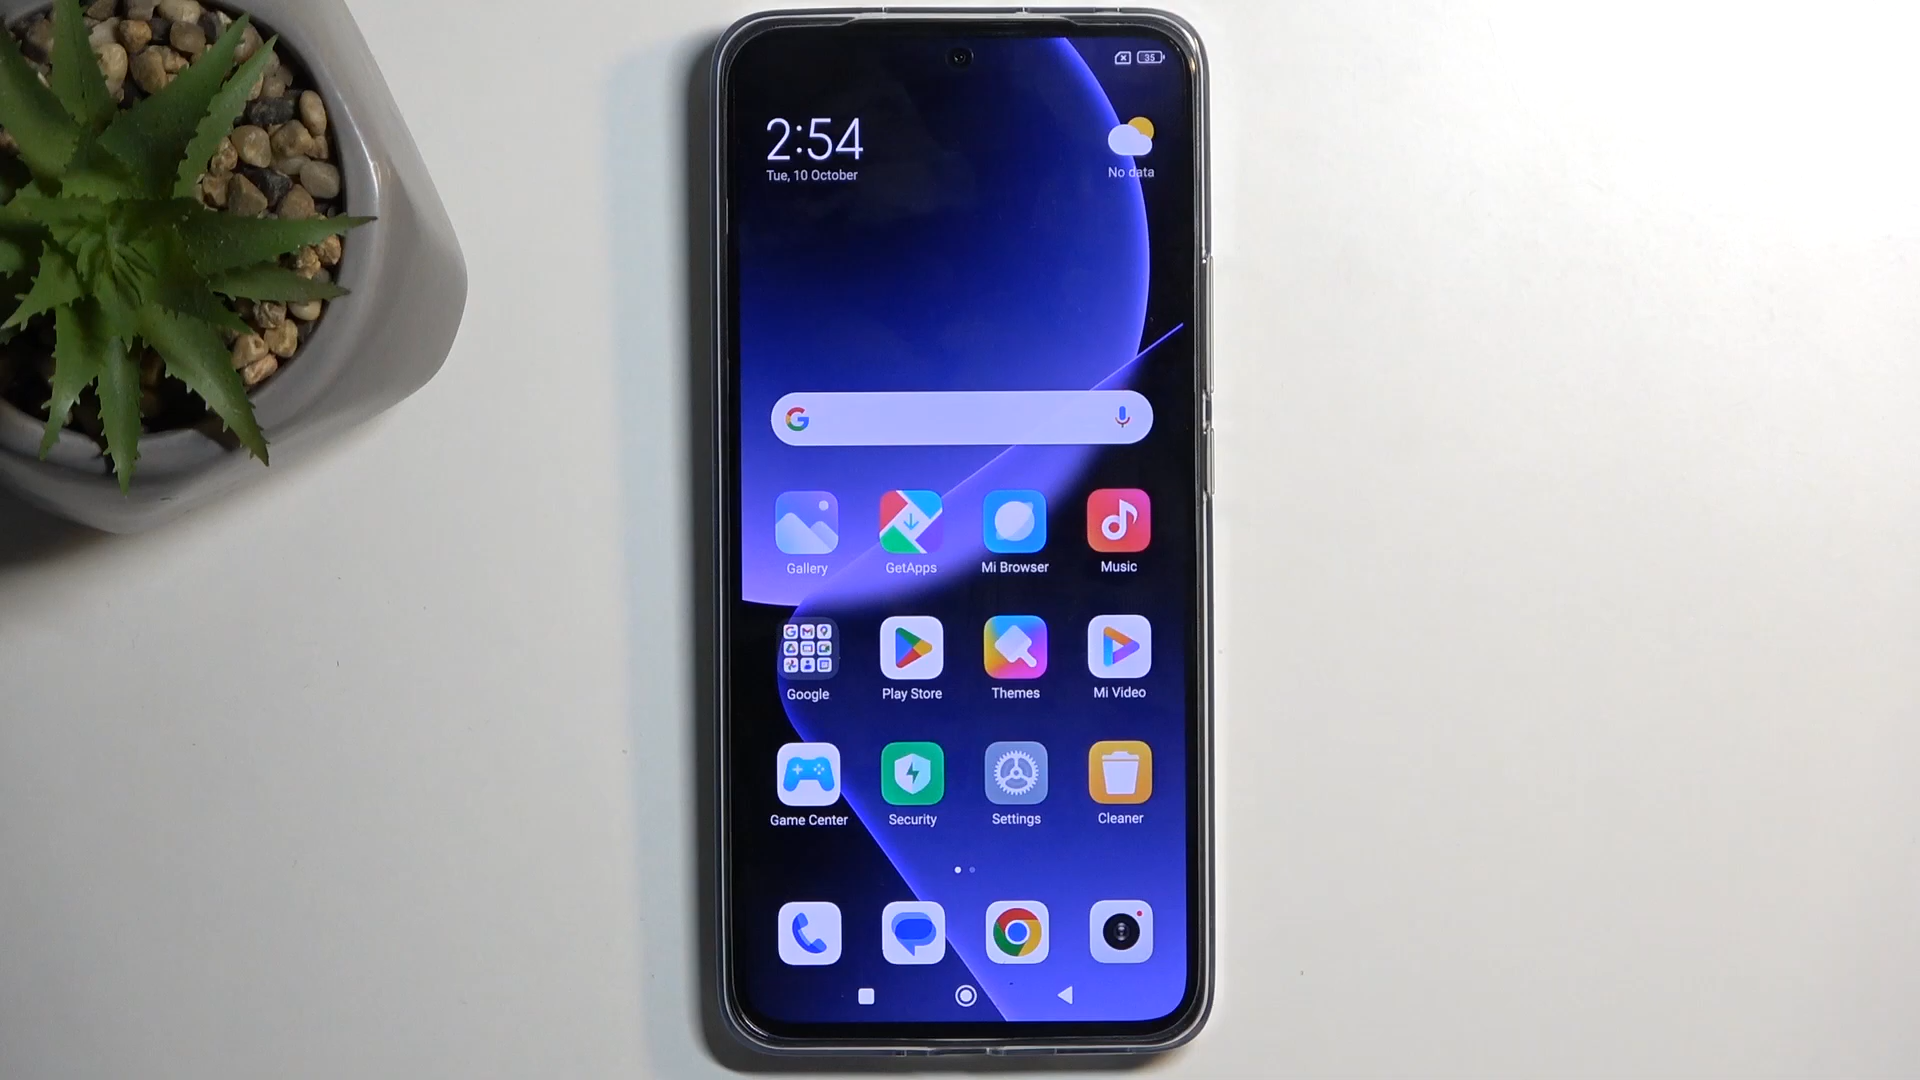 35
2:54
Tue, 10 October
No data
Gallery
GetApps
Mi Browser
Music
Google
Play Store
Themes
Mi Video
Game Center
Security
Settings
Cleaner